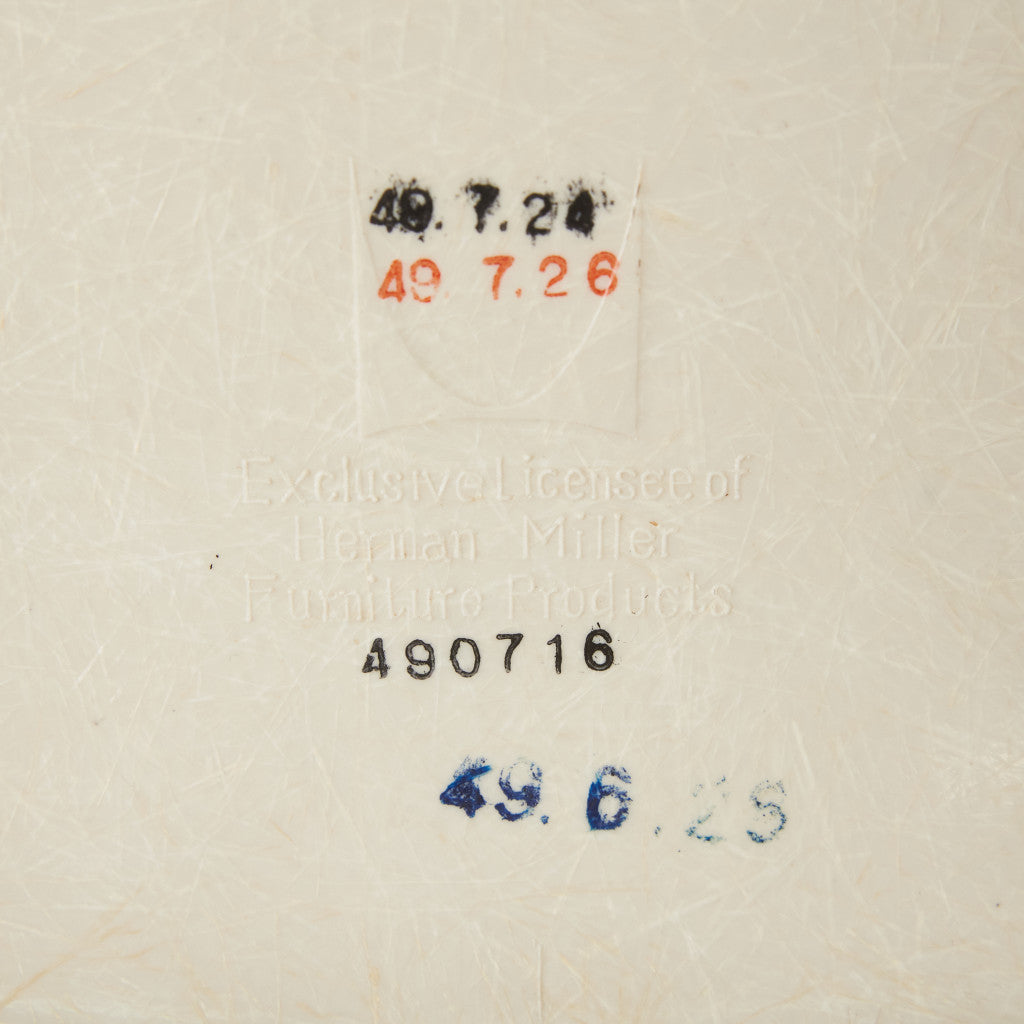 49. 7. 24
49. 7. 26
Exclusive Licensee of
Herman Miller
Furniture Products
490716
49. 6. 25